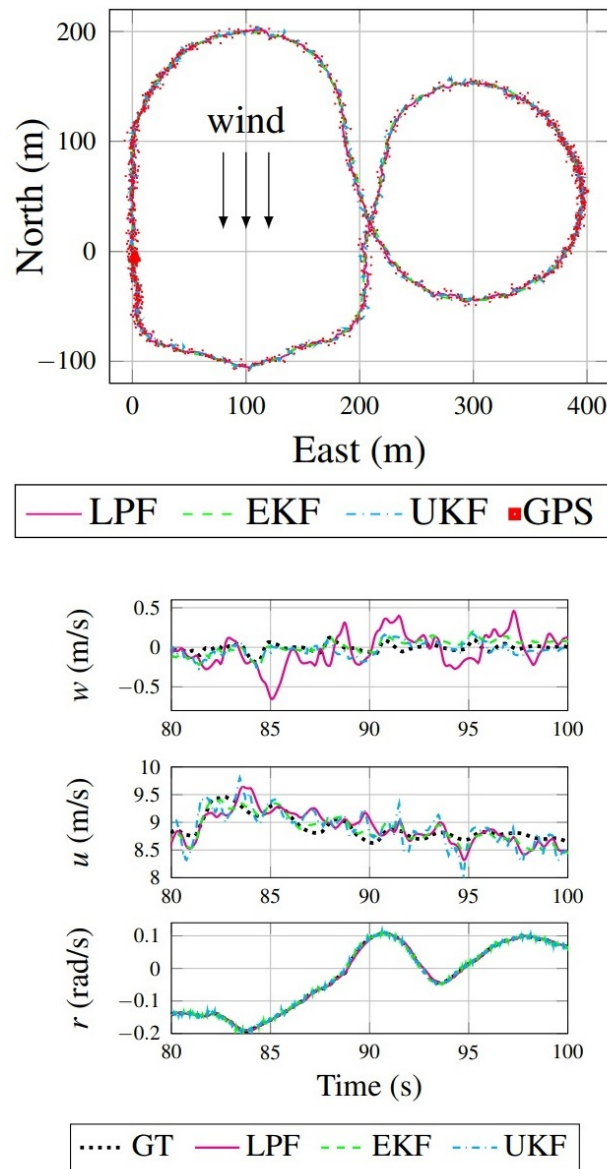 200
100
0
−100
North (m)
wind
0 100 200 300 400
East (m)
LPF EKF UKF GPS
0.5
0
−0.5
w (m/s)
80 85 90 95 100
10
9.5
9
8.5
8
u (m/s)
80 85 90 95 100
0.1
0
−0.1
−0.2
r (rad/s)
80 85 90 95 100
Time (s)
GT LPF EKF UKF